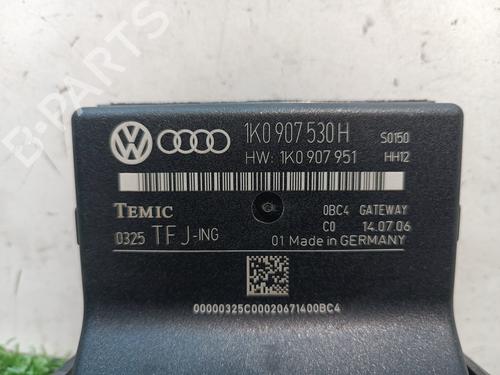 B-PARTS
1K0 907 530 H S0150
HW: 1K0 907 951 HH12
TEMIC 0BC4 GATEWAY
0325 TFJ-ING C0 14.07.06
01 Made in GERMANY
00000325C00020671400BC4